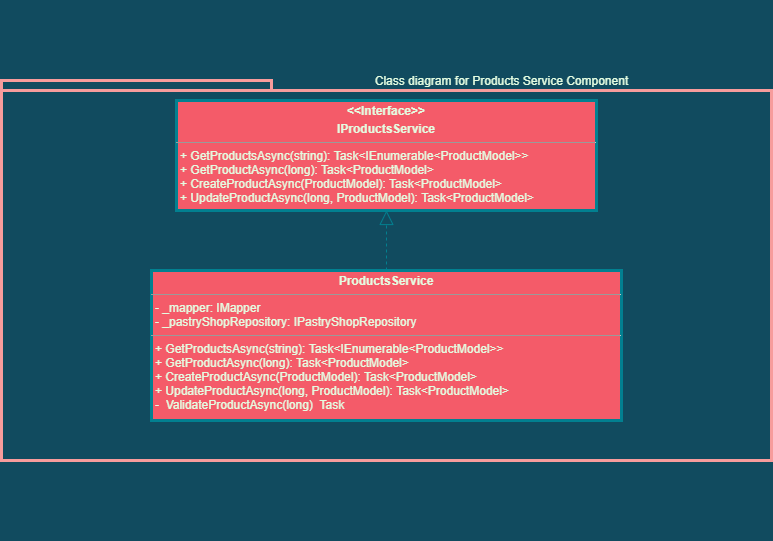 Class diagram for Products Service Component
<<Interface>>
IProductsService
+ GetProductsAsync(string): Task<IEnumerable<ProductModel>>
+ GetProductAsync(long): Task<ProductModel>
+ CreateProductAsync(ProductModel): Task<ProductModel>
+ UpdateProductAsync(long, ProductModel): Task<ProductModel>
ProductsService
- _mapper: IMapper
- _pastryShopRepository: IPastryShopRepository
+ GetProductsAsync(string): Task<IEnumerable<ProductModel>>
+ GetProductAsync(long): Task<ProductModel>
+ CreateProductAsync(ProductModel): Task<ProductModel>
+ UpdateProductAsync(long, ProductModel): Task<ProductModel>
- ValidateProductAsync(long) Task